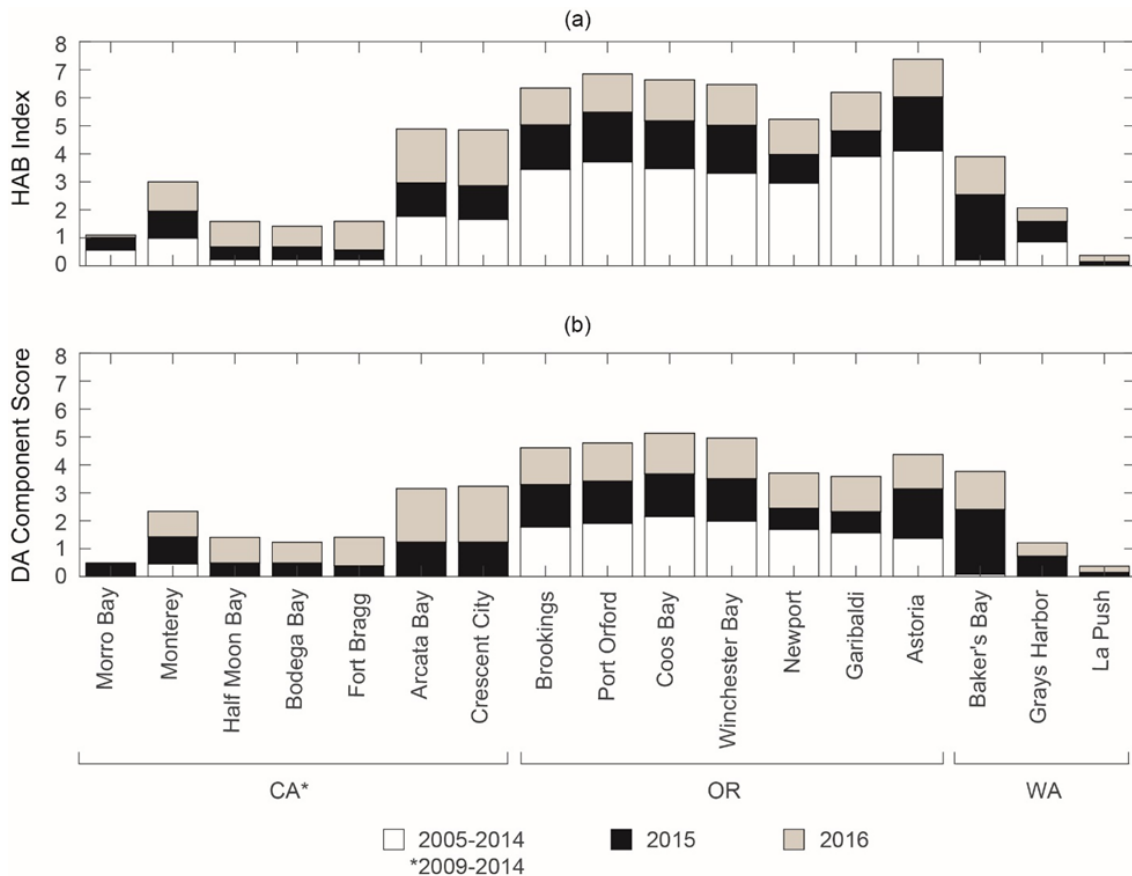 (a)
HAB Index
8
7
6
5
4
3
2
1
0
(b)
DA Component Score
8
7
6
5
4
3
2
1
0
Morro Bay
Monterey
Half Moon Bay
Bodega Bay
Fort Bragg
Arcata Bay
Crescent City
Brookings
Port Orford
Coos Bay
Winchester Bay
Newport
Garibaldi
Astoria
Baker's Bay
Grays Harbor
La Push
CA*
OR
WA
2005-2014
*2009-2014
2015
2016